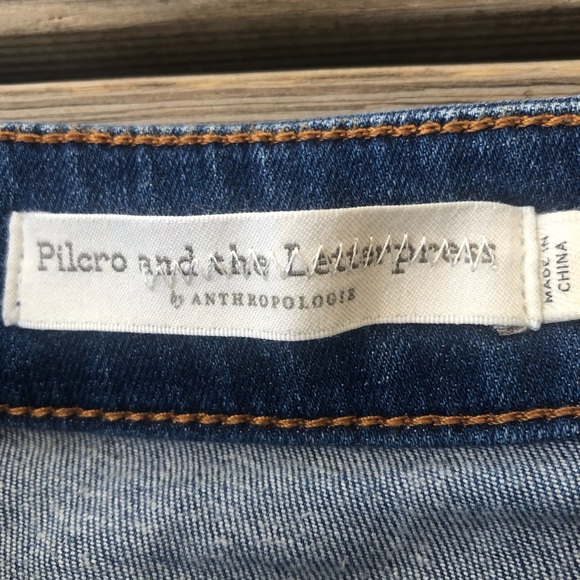 Pilcro and the Letterpress
by ANTHROPOLOGIE
MADE IN
CHINA